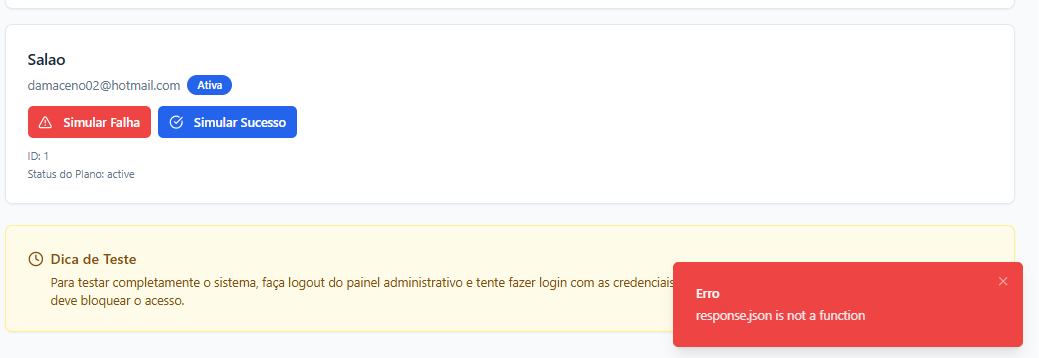 Salao
damaceno02@hotmail.com Ativa
Simular Falha Simular Sucesso
ID: 1
Status do Plano: active
Dica de Teste
Para testar completamente o sistema, faça logout do painel administrativo e tente fazer login com as credenciais
deve bloquear o acesso.
Erro
response.json is not a function